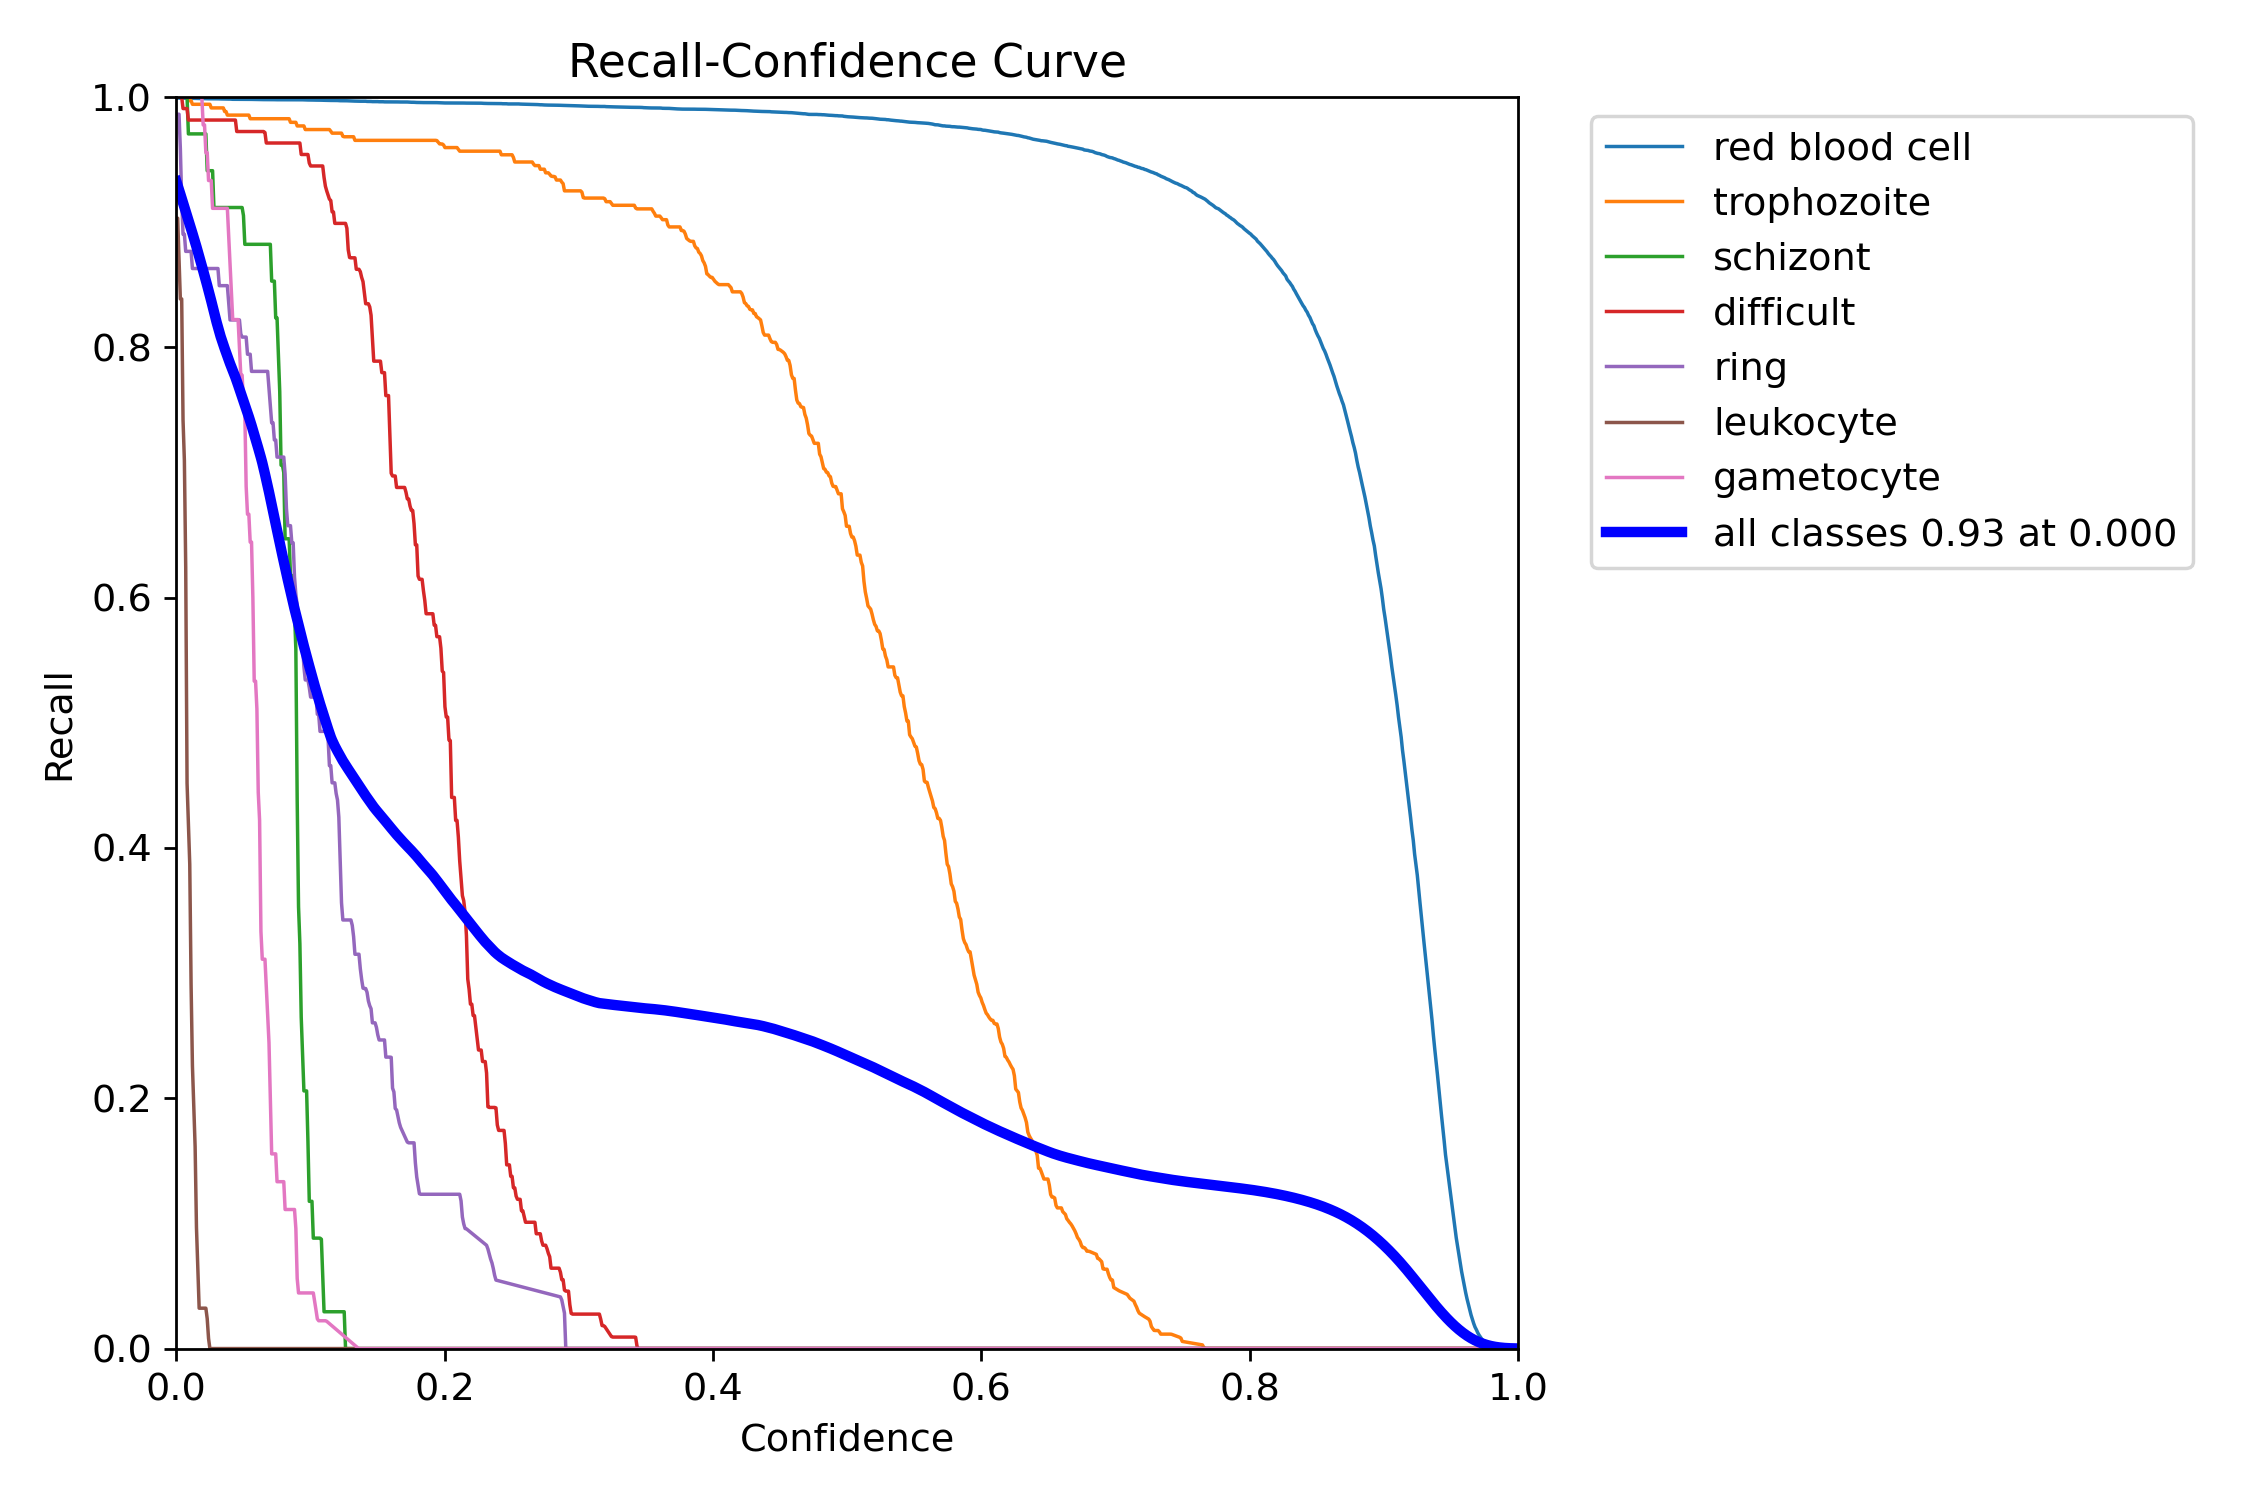 Recall-Confidence Curve
1.0
0.8
0.6
0.4
0.2
0.0
Recall
0.0 0.2 0.4 0.6 0.8 1.0
Confidence
red blood cell
trophozoite
schizont
difficult
ring
leukocyte
gametocyte
all classes 0.93 at 0.000